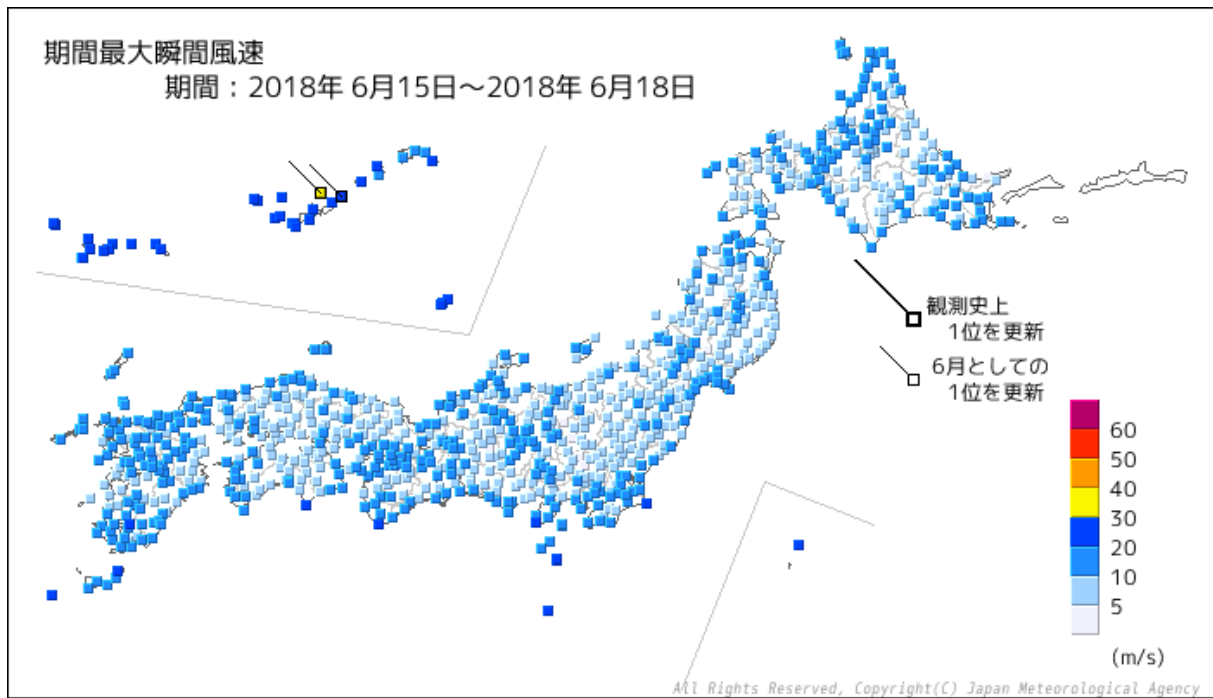 期間最大瞬間風速
期間：2018年 6月15日～2018年 6月18日
観測史上
1位を更新
6月としての
1位を更新
60
50
40
30
20
10
5
(m/s)
All Rights Reserved, Copyright(C) Japan Meteorological Agency